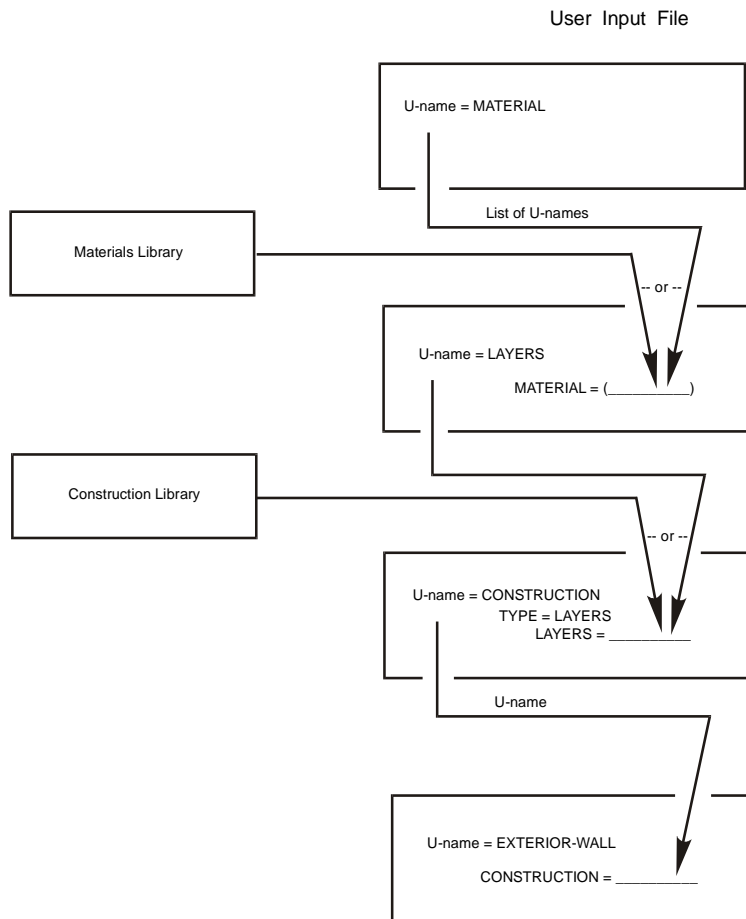 User Input File
U-name = MATERIAL
List of U-names
Materials Library
-- or --
U-name = LAYERS
MATERIAL = (__________)
Construction Library
-- or --
U-name = CONSTRUCTION
TYPE = LAYERS
LAYERS = __________
U-name
U-name = EXTERIOR-WALL
CONSTRUCTION = __________